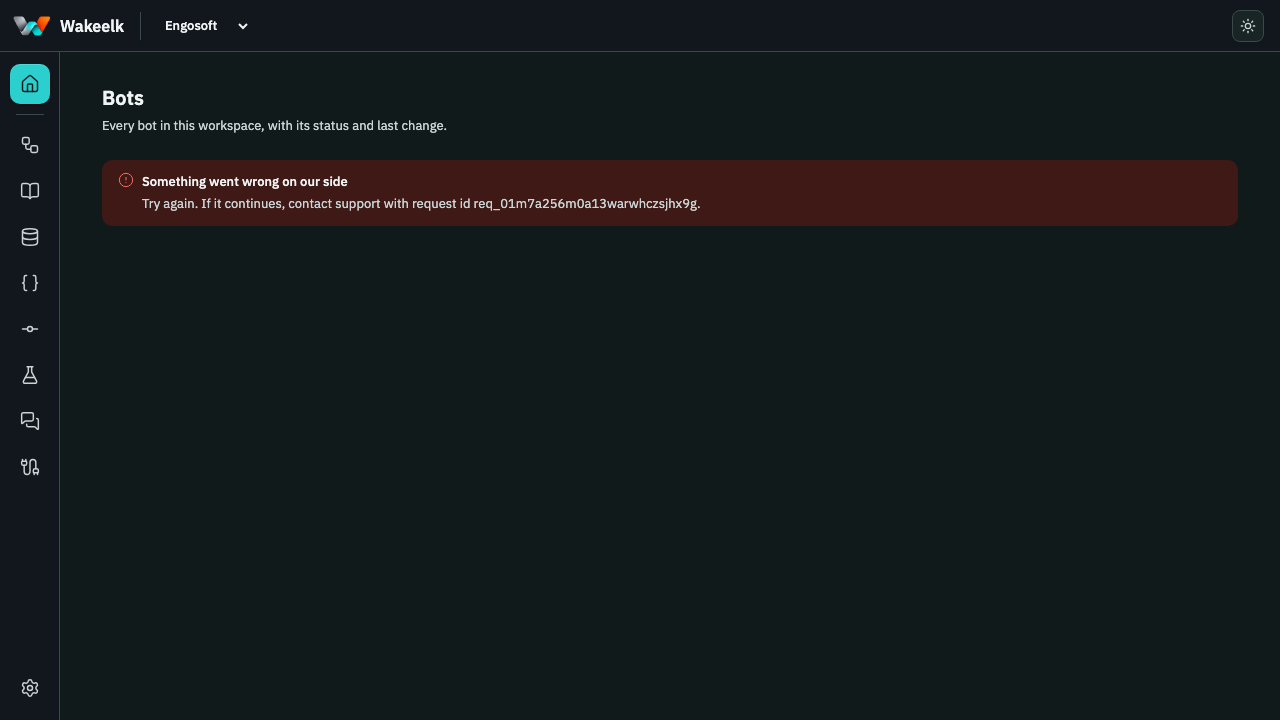 Wakeelk
Engosoft
Bots
Every bot in this workspace, with its status and last change.
Something went wrong on our side
Try again. If it continues, contact support with request id req_01m7a256m0a13warwhczsjhx9g.